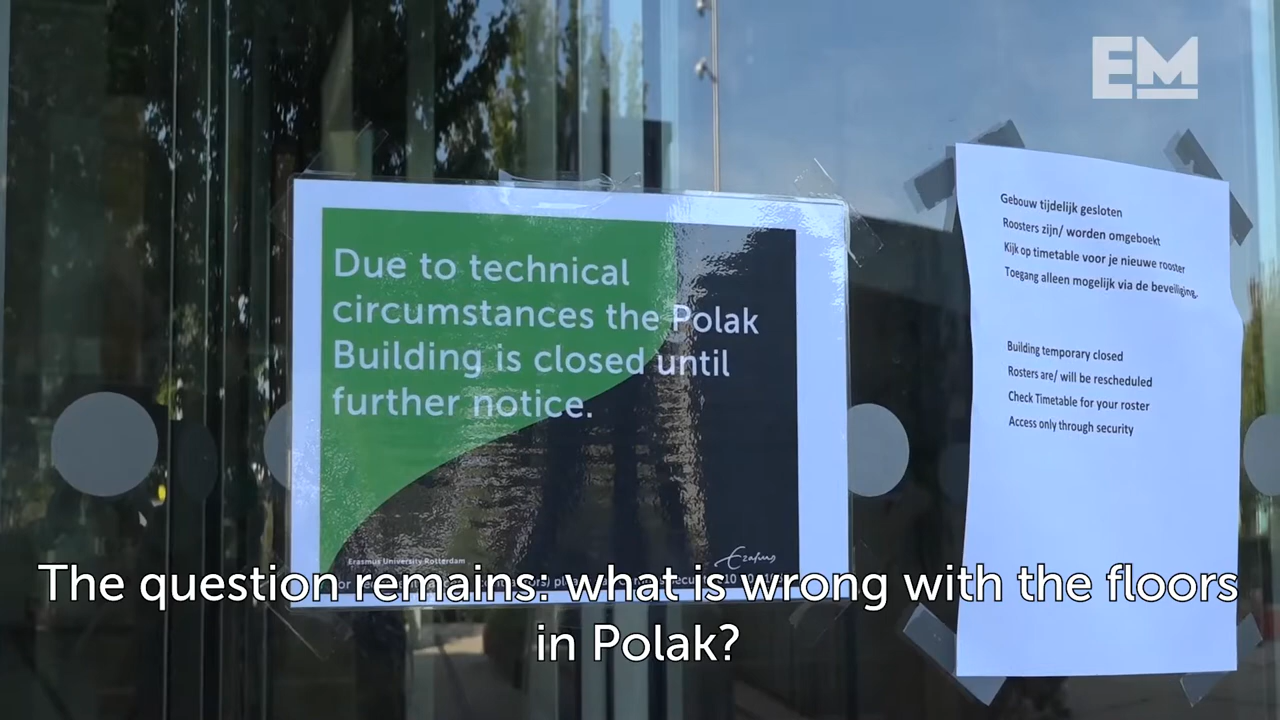 EM
Due to technical
circumstances the Polak
Building is closed until
further notice.
Erasmus University Rotterdam
Erasmus
Gebouw tijdelijk gesloten
Roosters zijn/ worden omgeboekt
Kijk op timetable voor je nieuwe rooster
Toegang alleen mogelijk via de beveiliging.
Building temporary closed
Rosters are/ will be rescheduled
Check Timetable for your roster
Access only through security
The question remains: what is wrong with the floors
in Polak?